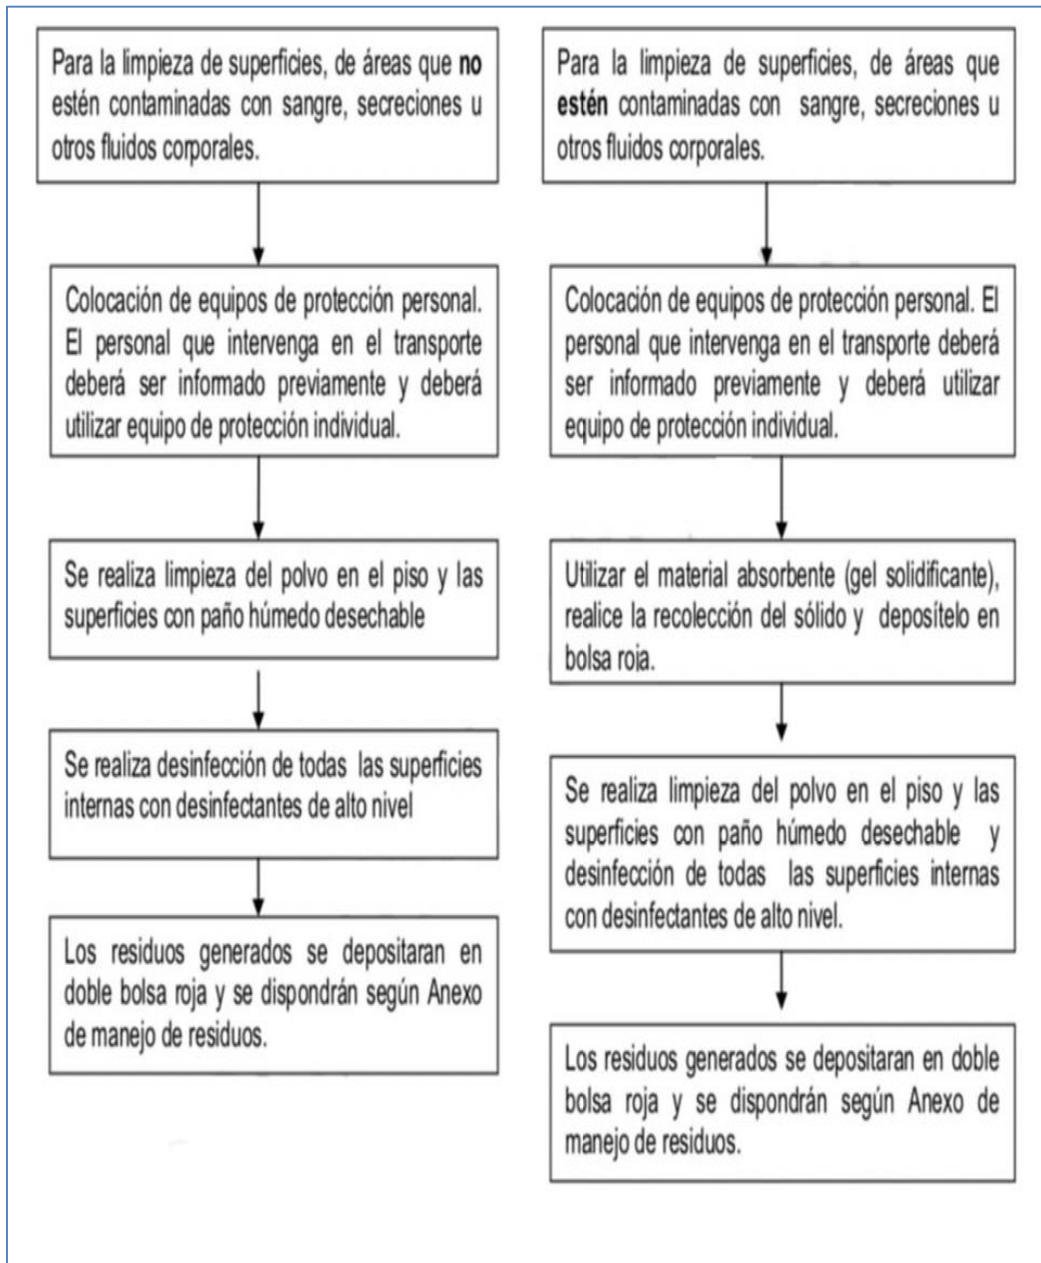 Para la limpieza de superficies, de áreas que no
estén contaminadas con sangre, secreciones u
otros fluidos corporales.
Colocación de equipos de protección personal.
El personal que intervenga en el transporte
deberá ser informado previamente y deberá
utilizar equipo de protección individual.
Se realiza limpieza del polvo en el piso y las
superficies con paño húmedo desechable
Se realiza desinfección de todas las superficies
internas con desinfectantes de alto nivel
Los residuos generados se depositaran en
doble bolsa roja y se dispondrán según Anexo
de manejo de residuos.
Para la limpieza de superficies, de áreas que
estén contaminadas con sangre, secreciones u
otros fluidos corporales.
Colocación de equipos de protección personal. El
personal que intervenga en el transporte deberá
ser informado previamente y deberá utilizar
equipo de protección individual.
Utilizar el material absorbente (gel solidificante),
realice la recolección del sólido y depositelo en
bolsa roja.
Se realiza limpieza del polvo en el piso y las
superficies con paño húmedo desechable y
desinfección de todas las superficies internas
con desinfectantes de alto nivel.
Los residuos generados se depositaran en doble
bolsa roja y se dispondrán según Anexo de
manejo de residuos.